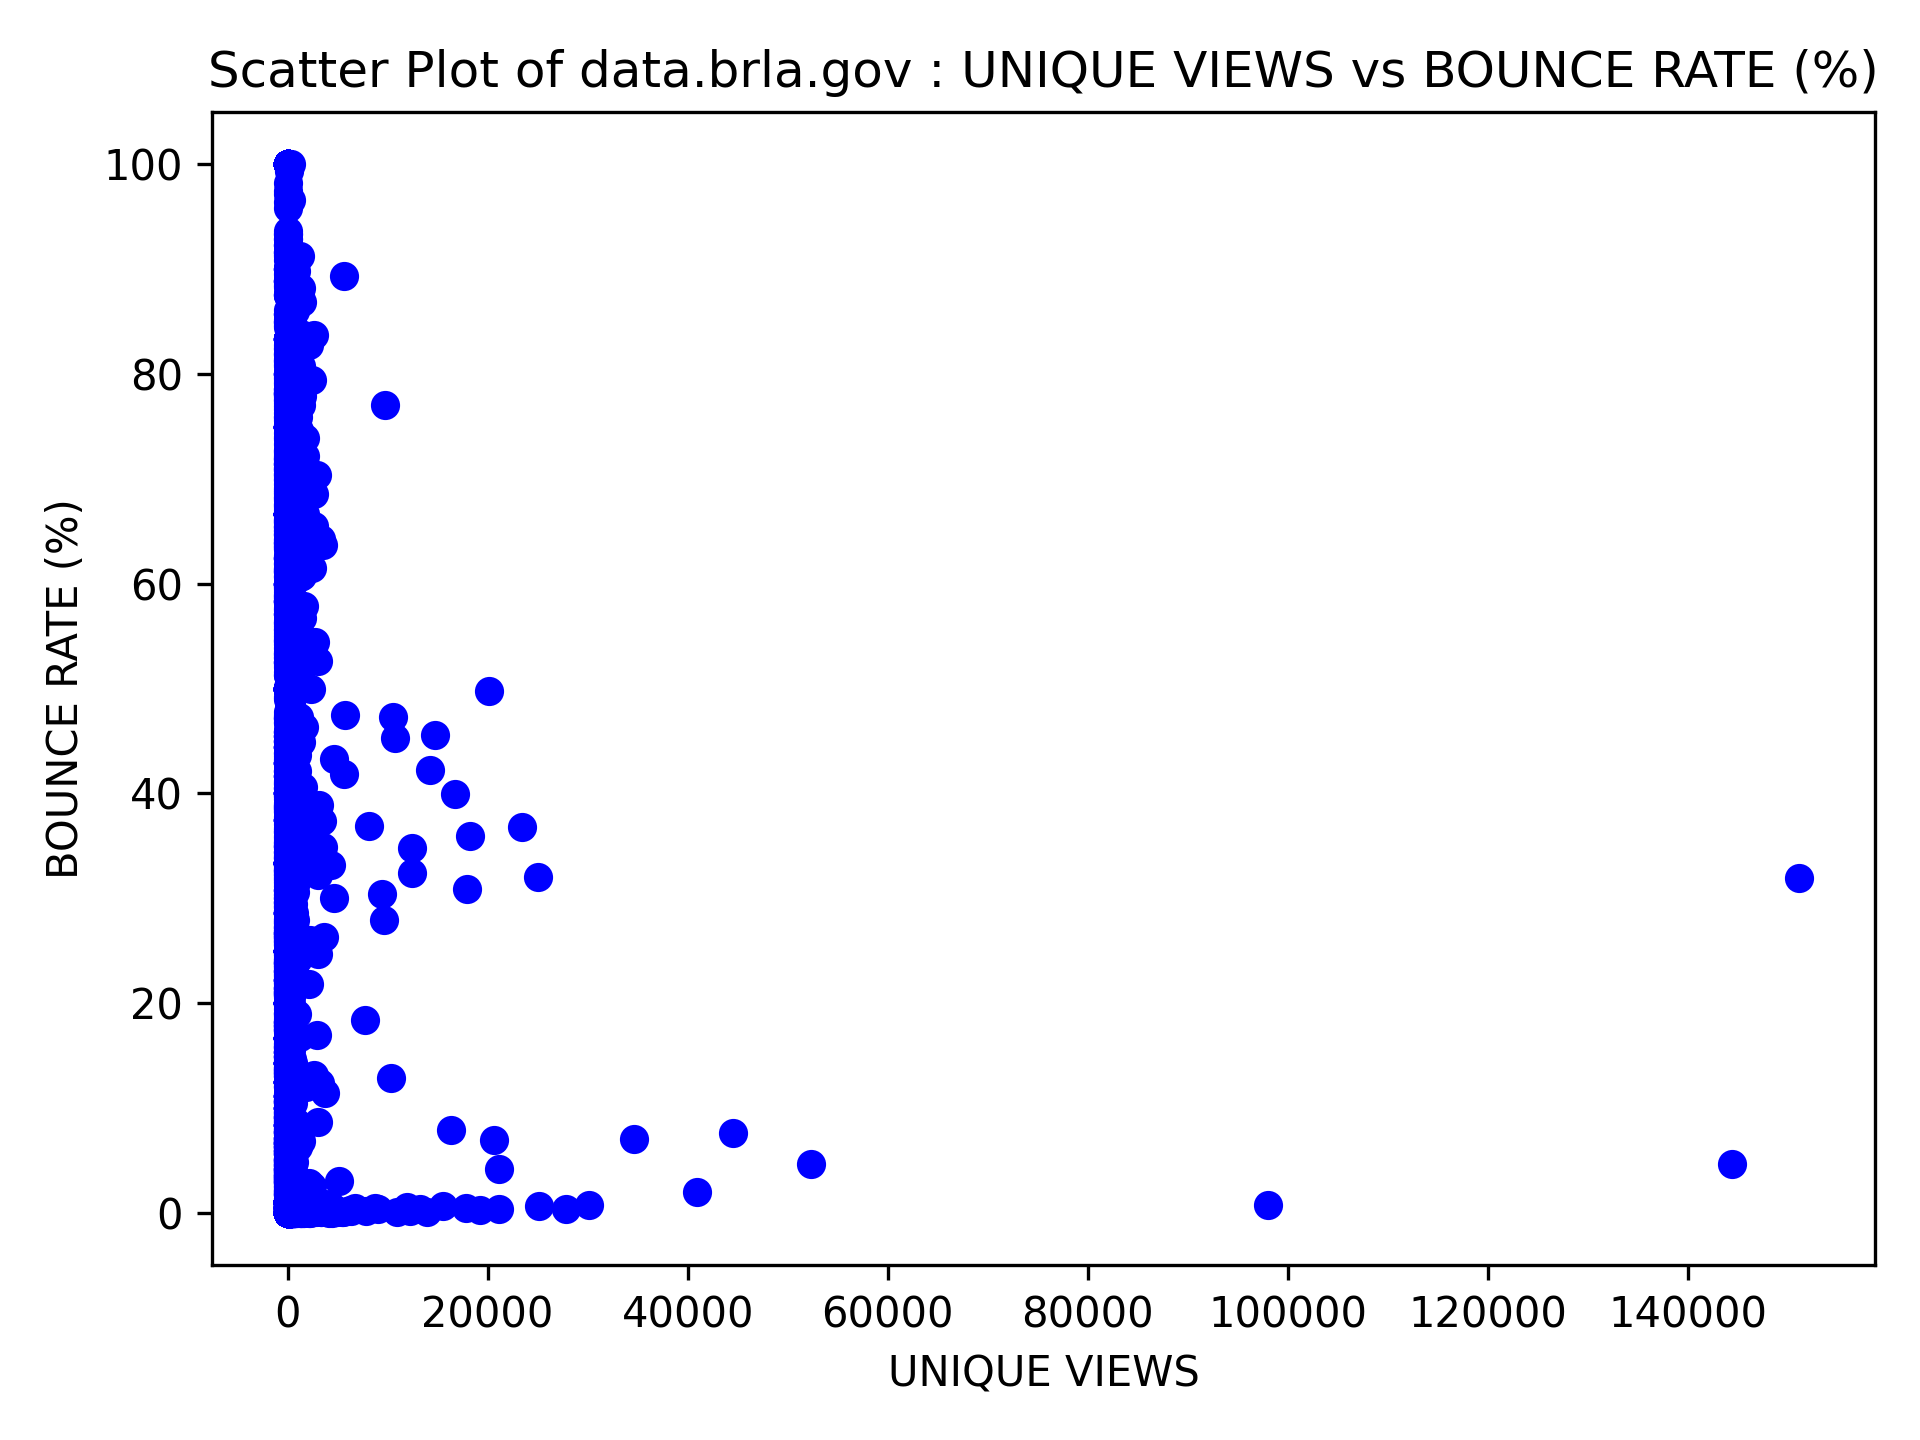 Scatter Plot of data.brla.gov : UNIQUE VIEWS vs BOUNCE RATE (%)
100
80
60
40
20
0
BOUNCE RATE (%)
0 20000 40000 60000 80000 100000 120000 140000
UNIQUE VIEWS